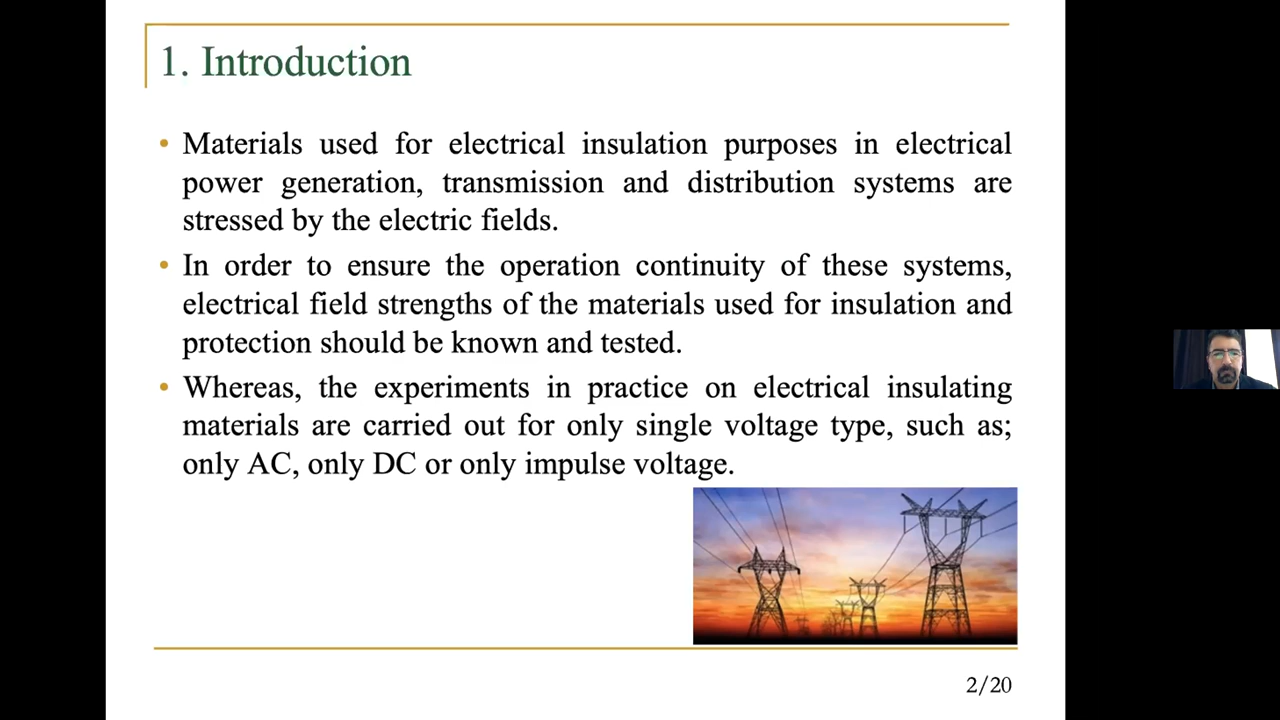 1. Introduction
• Materials used for electrical insulation purposes in electrical
power generation, transmission and distribution systems are
stressed by the electric fields.
• In order to ensure the operation continuity of these systems,
electrical field strengths of the materials used for insulation and
protection should be known and tested.
• Whereas, the experiments in practice on electrical insulating
materials are carried out for only single voltage type, such as;
only AC, only DC or only impulse voltage.
2/20